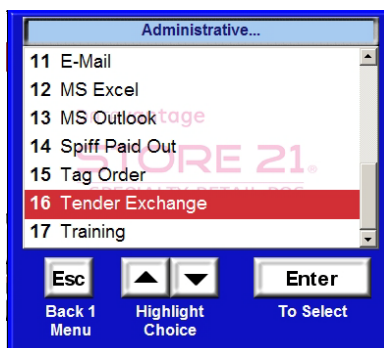 Administrative...
11 E-Mail
12 MS Excel
13 MS Outlook
14 Spiff Paid Out
STORE 21®
15 Tag Order
16 Tender Exchange
17 Training
Esc
Enter
Back 1 Menu
Highlight Choice
To Select